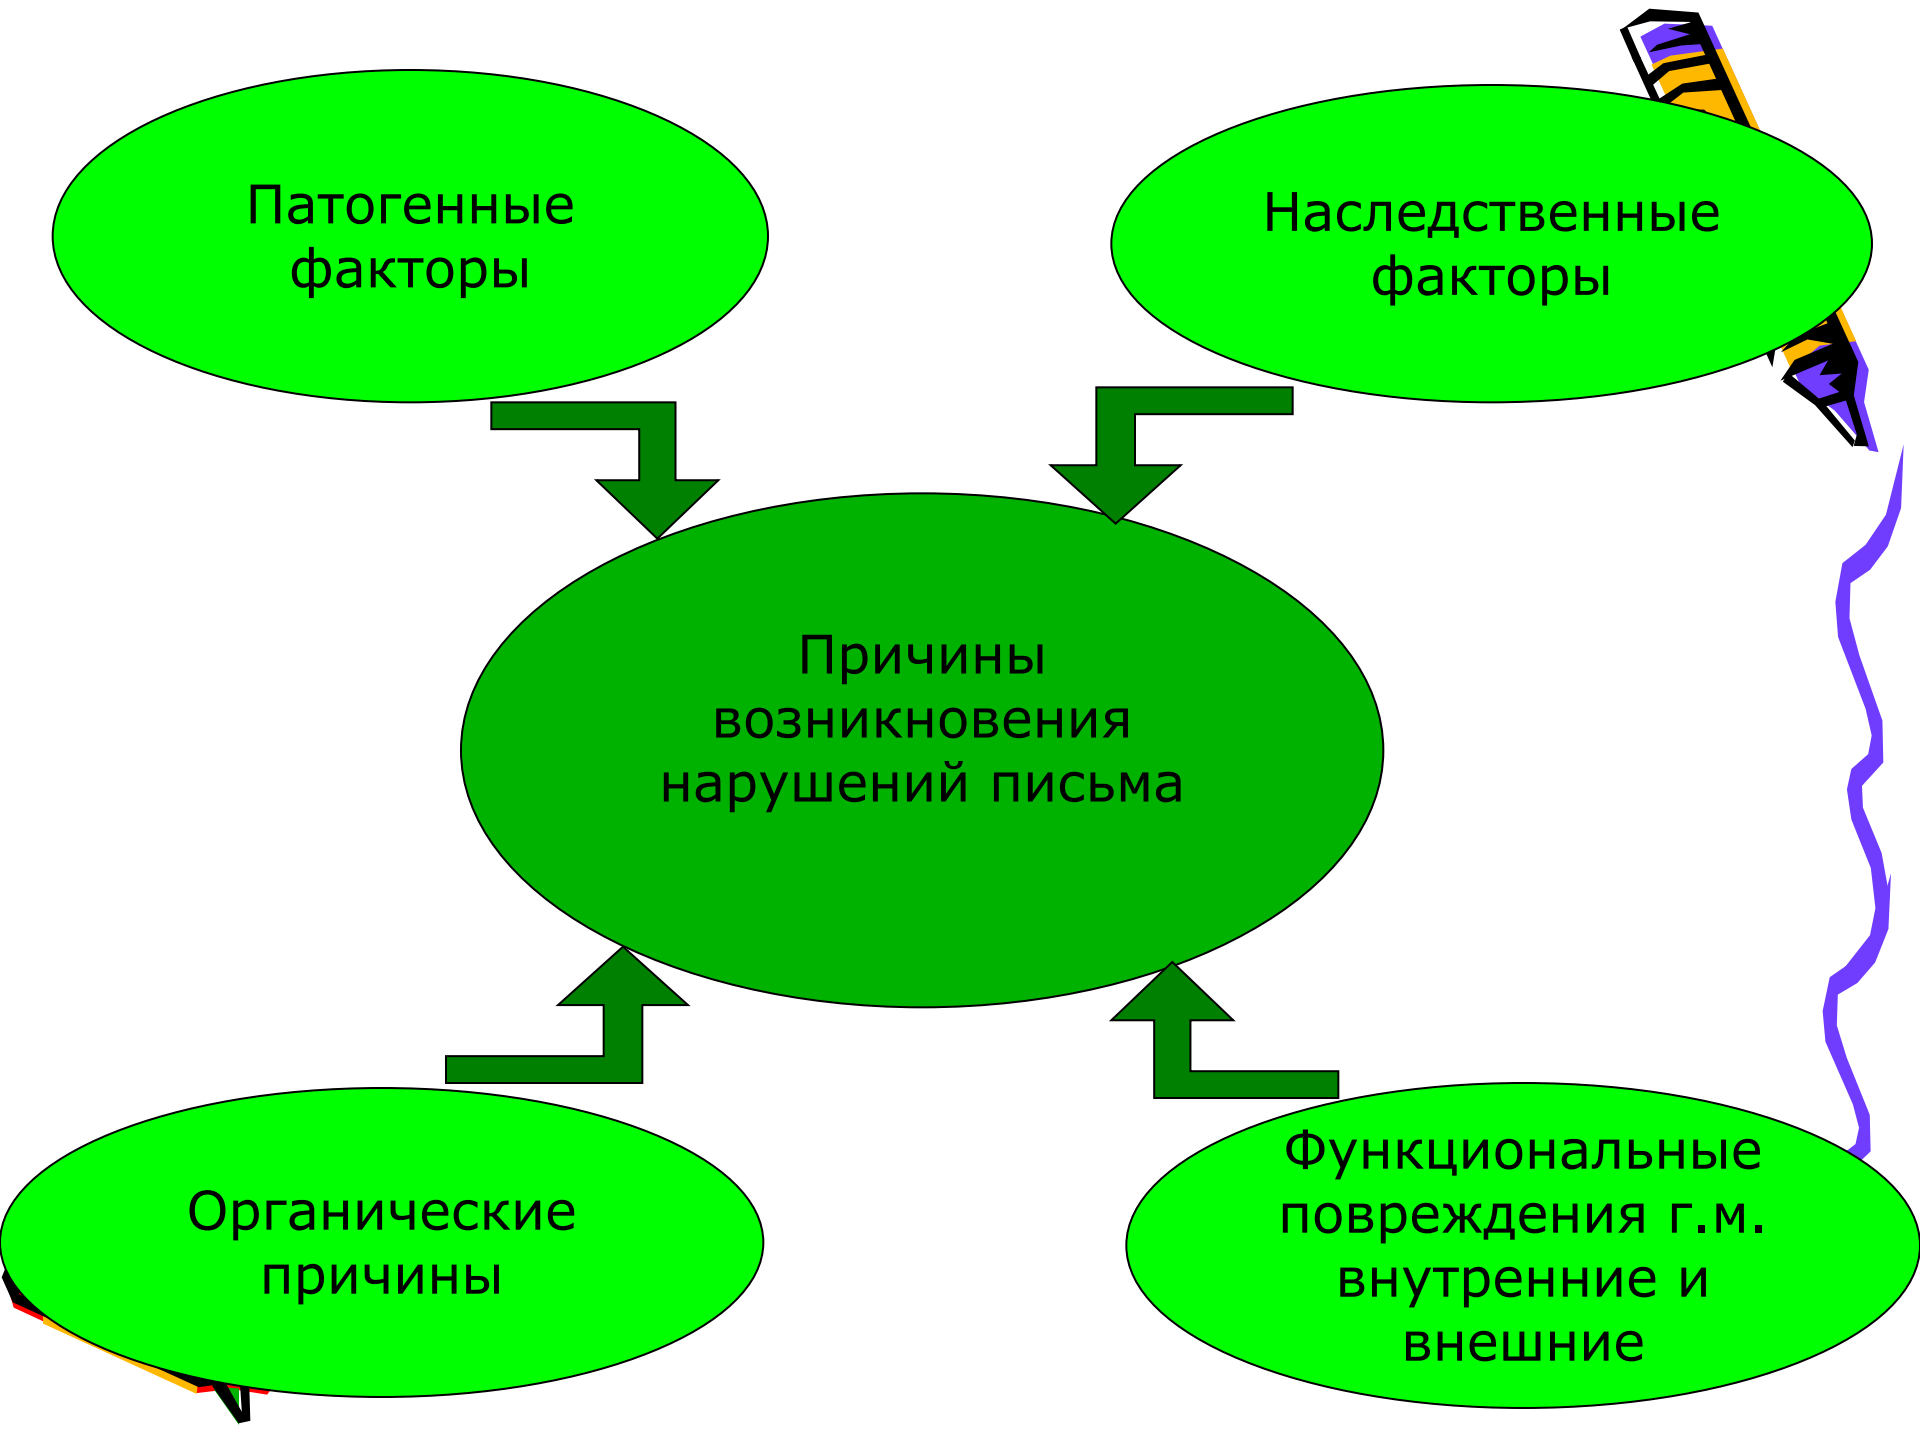 Патогенные
факторы
Наследственные
факторы
Причины
возникновения
нарушений письма
Органические
причины
Функциональные
повреждения г.м.
внутренние и
внешние